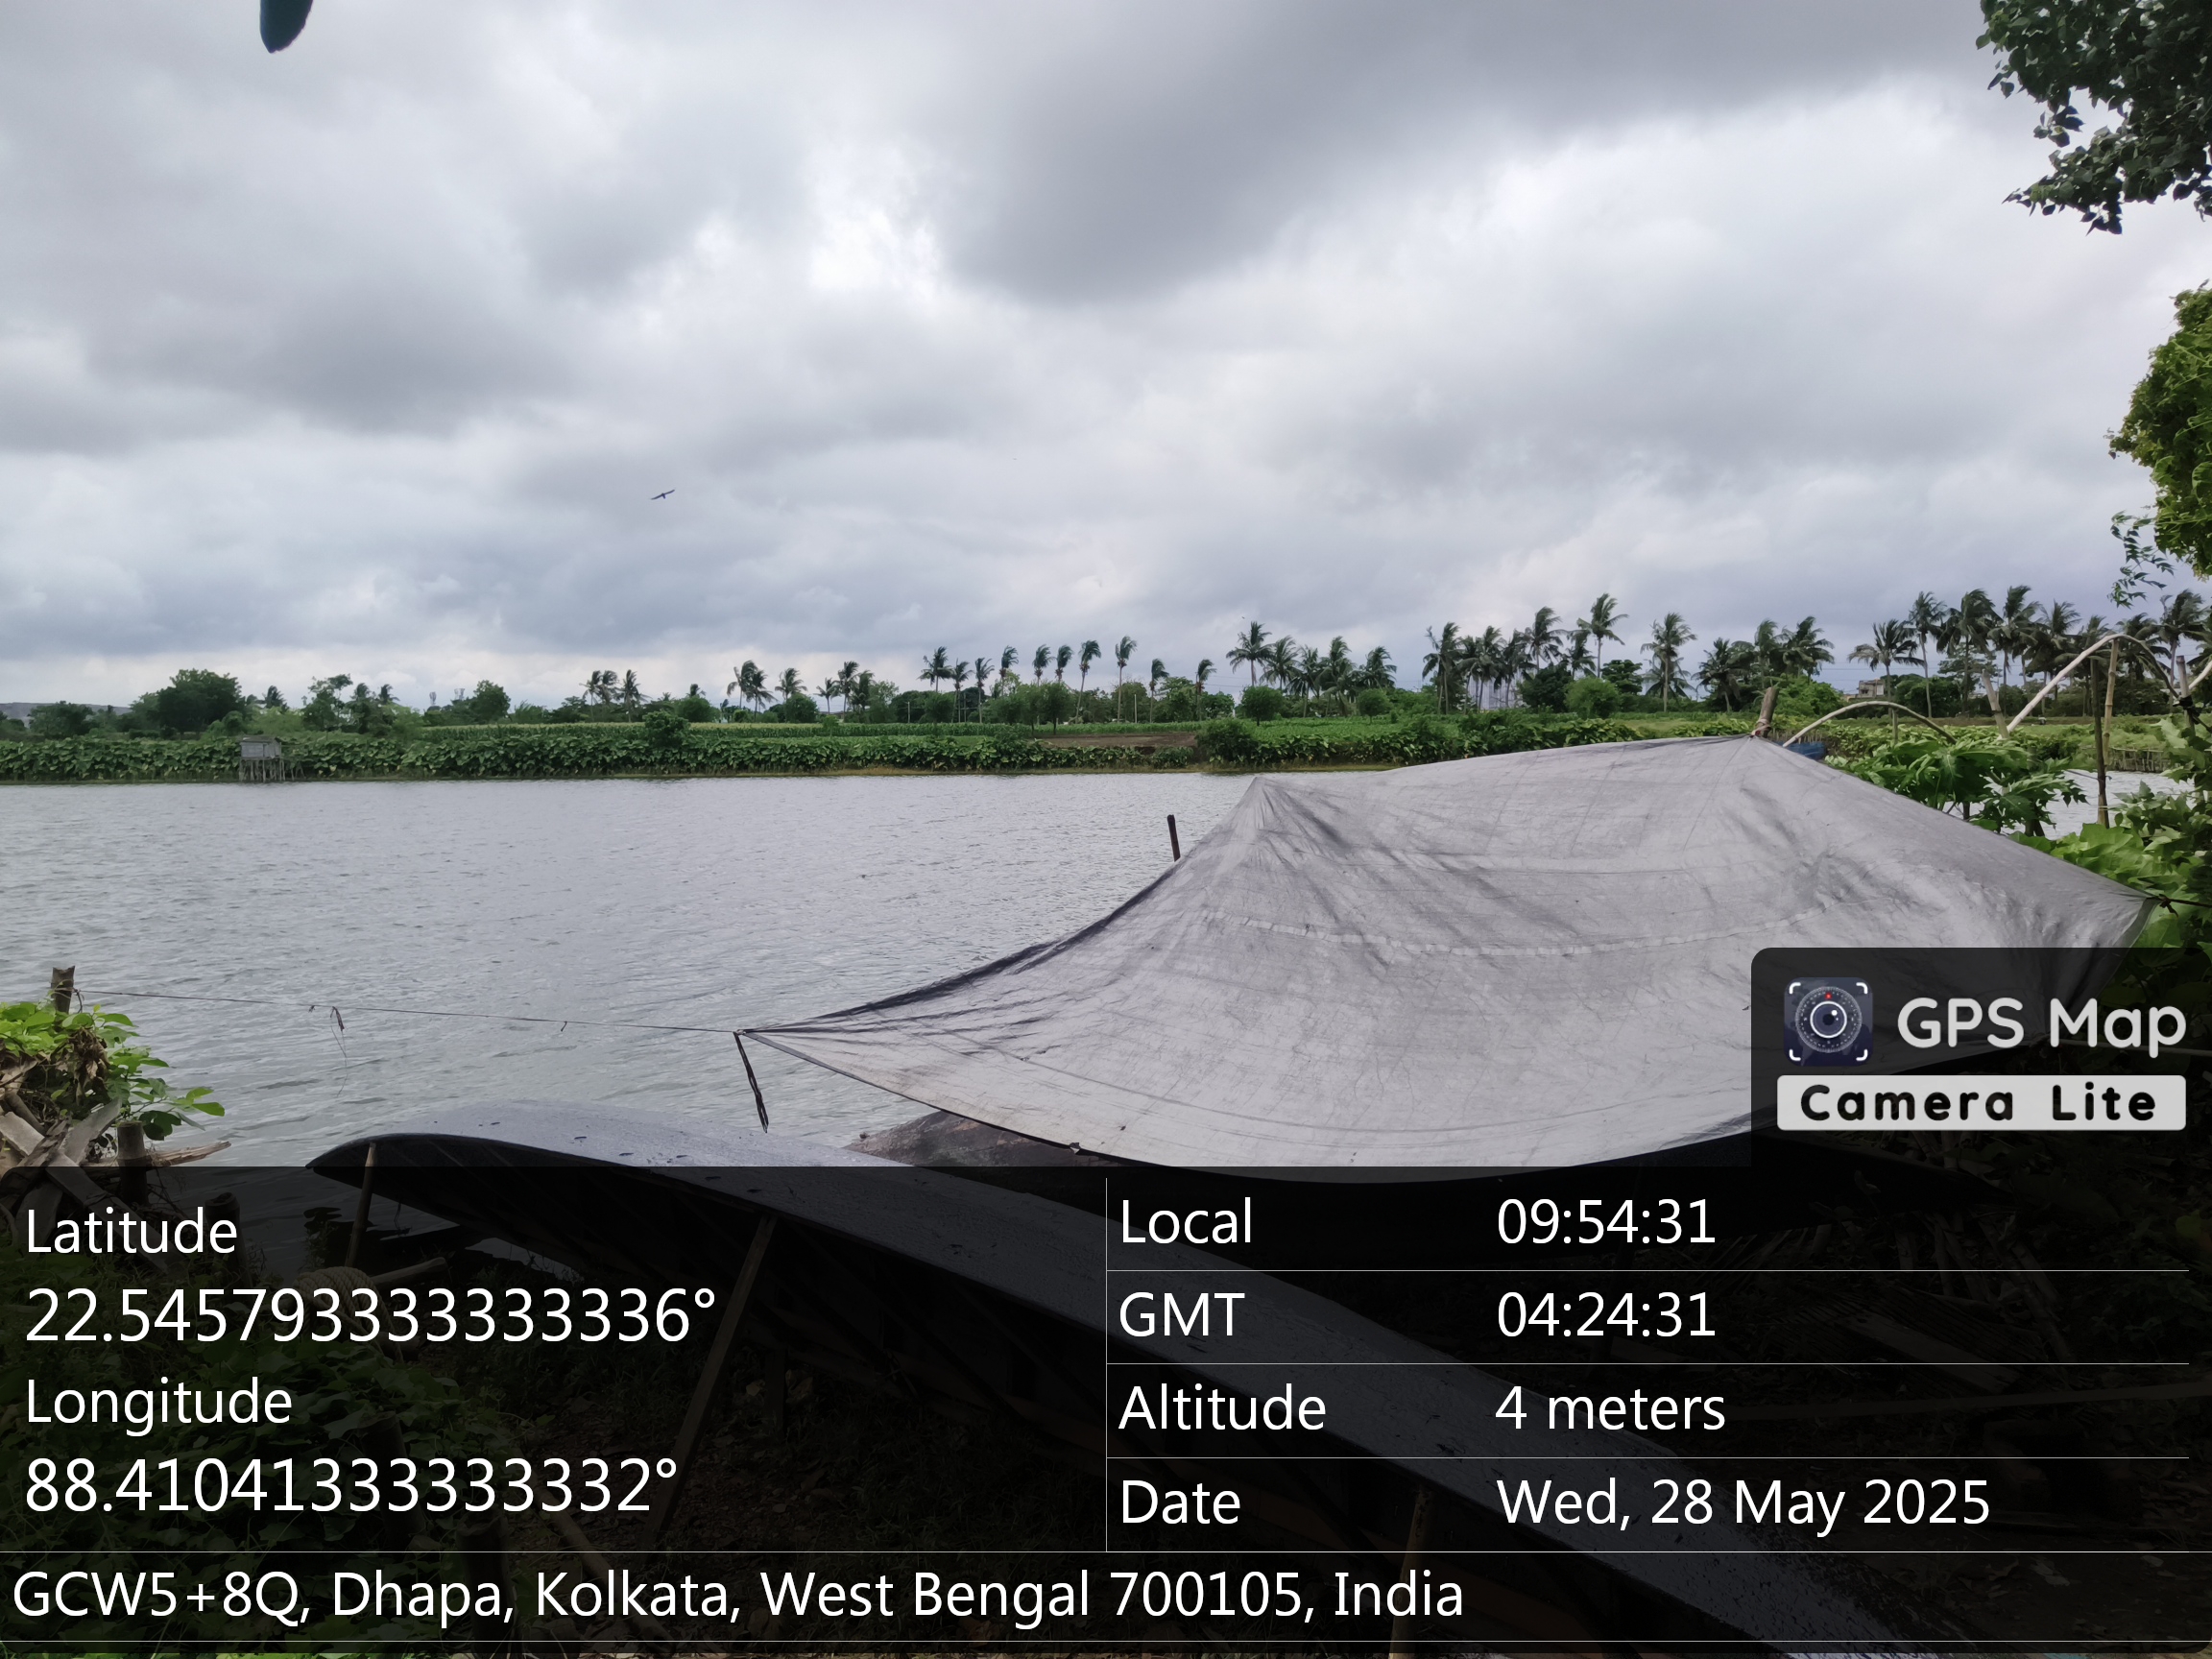 GPS Map
Camera Lite
Latitude
22.545793333333336°
Longitude
88.41041333333332°
Local 09:54:31
GMT 04:24:31
Altitude 4 meters
Date Wed, 28 May 2025
GCW5+8Q, Dhapa, Kolkata, West Bengal 700105, India